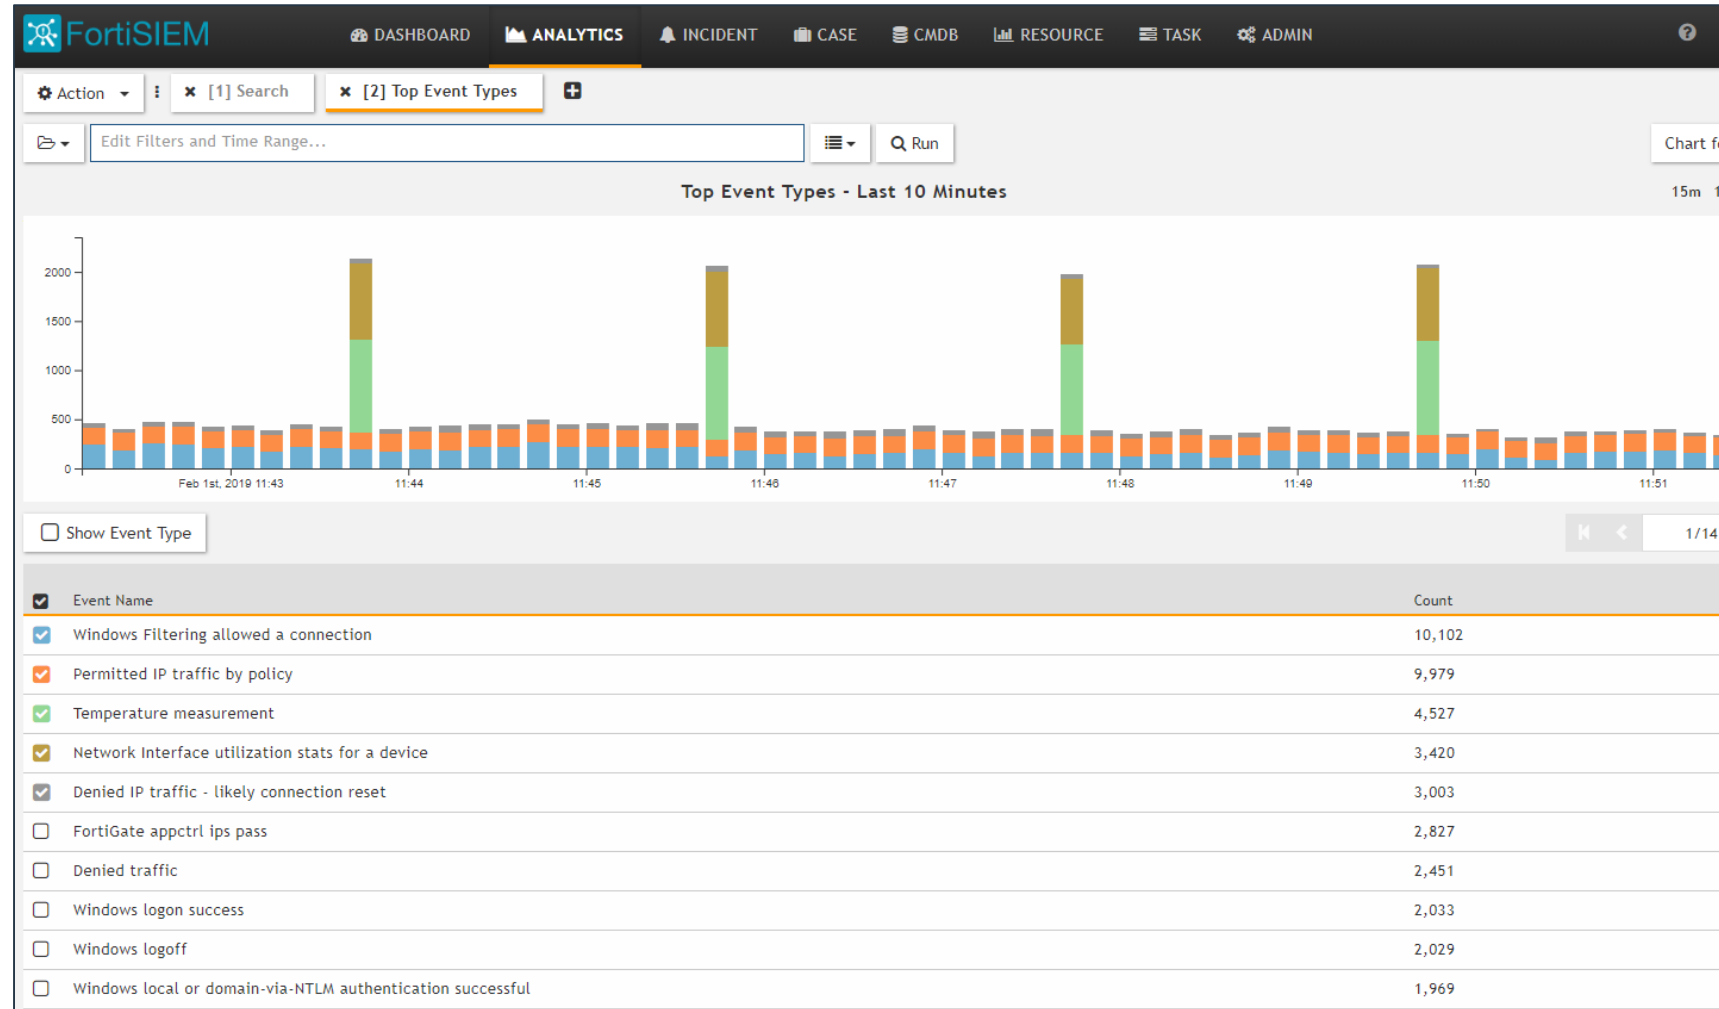 FortiSIEM DASHBOARD ANALYTICS INCIDENT CASE CMDB RESOURCE TASK ADMIN
Action [1] Search [2] Top Event Types
Edit Filters and Time Range... Run Chart f
Top Event Types - Last 10 Minutes 15m 1
2000
1500
1000
500
0
Feb 1st, 2019 11:43 11:44 11:45 11:46 11:47 11:48 11:49 11:50 11:51
Show Event Type 1/14
Event Name Count
Windows Filtering allowed a connection 10,102
Permitted IP traffic by policy 9,979
Temperature measurement 4,527
Network Interface utilization stats for a device 3,420
Denied IP traffic - likely connection reset 3,003
FortiGate appctrl ips pass 2,827
Denied traffic 2,451
Windows logon success 2,033
Windows logoff 2,029
Windows local or domain-via-NTLM authentication successful 1,969